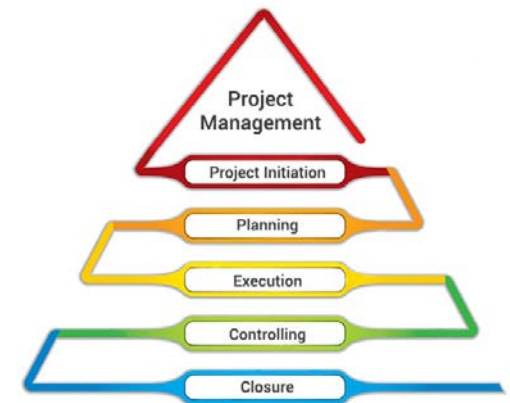 Project
Management
Project Initiation
Planning
Execution
Controlling
Closure